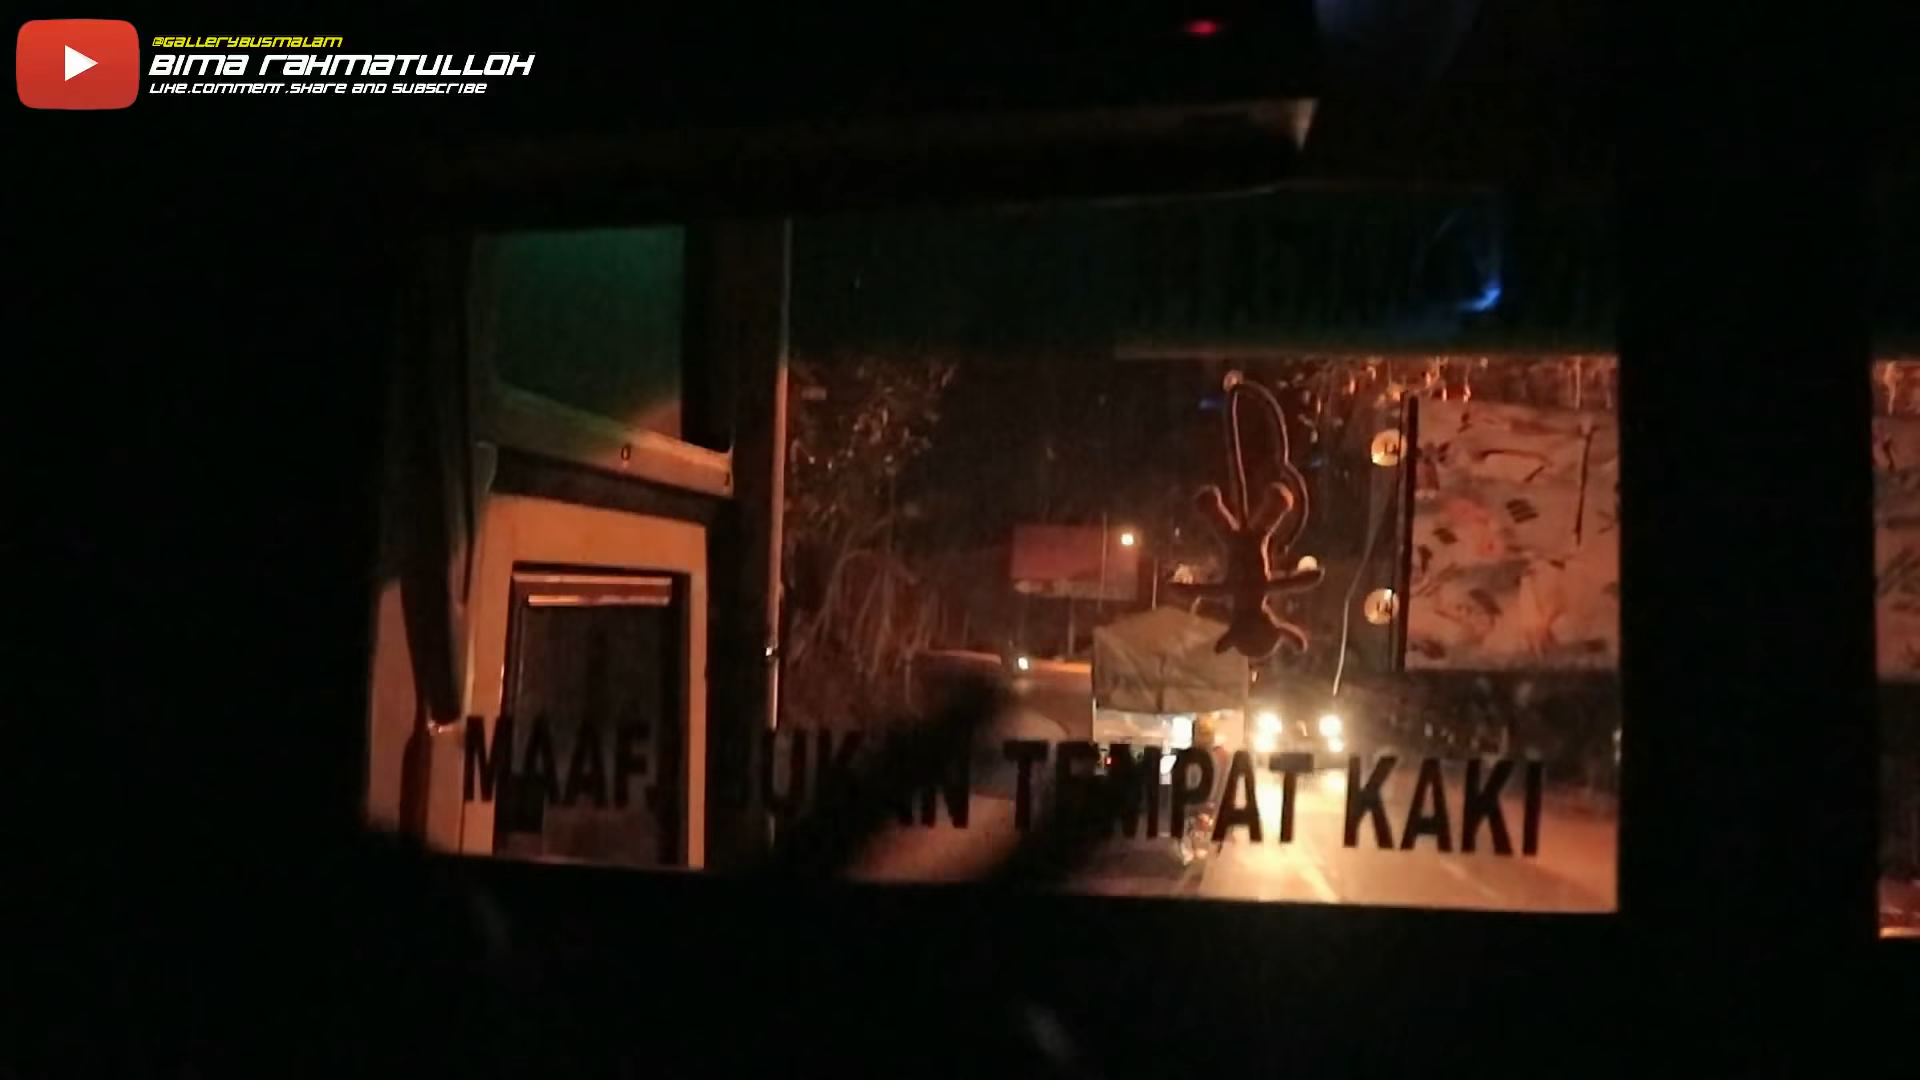 @GALLERYBUSMALAM
BIMA RAHMATULLOH
LIKE.COMMENT.SHARE AND SUBSCRIBE
MAAF, BUKAN TEMPAT KAKI